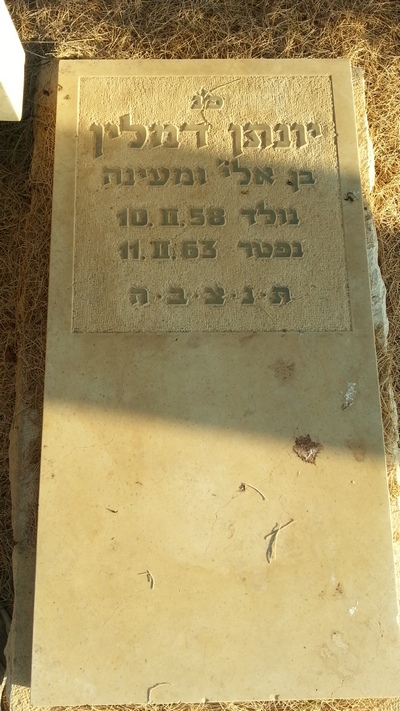 פ"נ
יונתן דמלין
בן אלי ומעינה
נולד 10.II.58
נפטר 11.II.63
ת.נ.צ.ב.ה